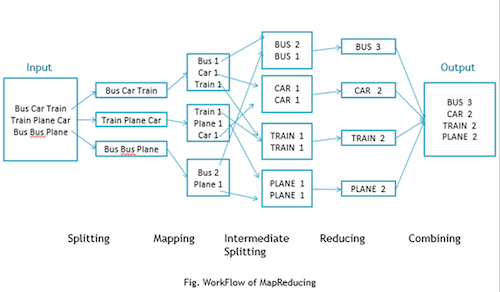 Input
Bus Car Train
Train Plane Car
Bus Bus Plane
Bus Car Train
Train Plane Car
Bus Bus Plane
Bus 1
Car 1
Train 1
Train 1
Plane 1
Car 1
Bus 2
Plane 1
BUS 2
BUS 1
CAR 1
CAR 1
TRAIN 1
TRAIN 1
PLANE 1
PLANE 1
BUS 3
CAR 2
TRAIN 2
PLANE 2
Output
BUS 3
CAR 2
TRAIN 2
PLANE 2
Splitting
Mapping
Intermediate
Splitting
Reducing
Combining
Fig. WorkFlow of MapReducing